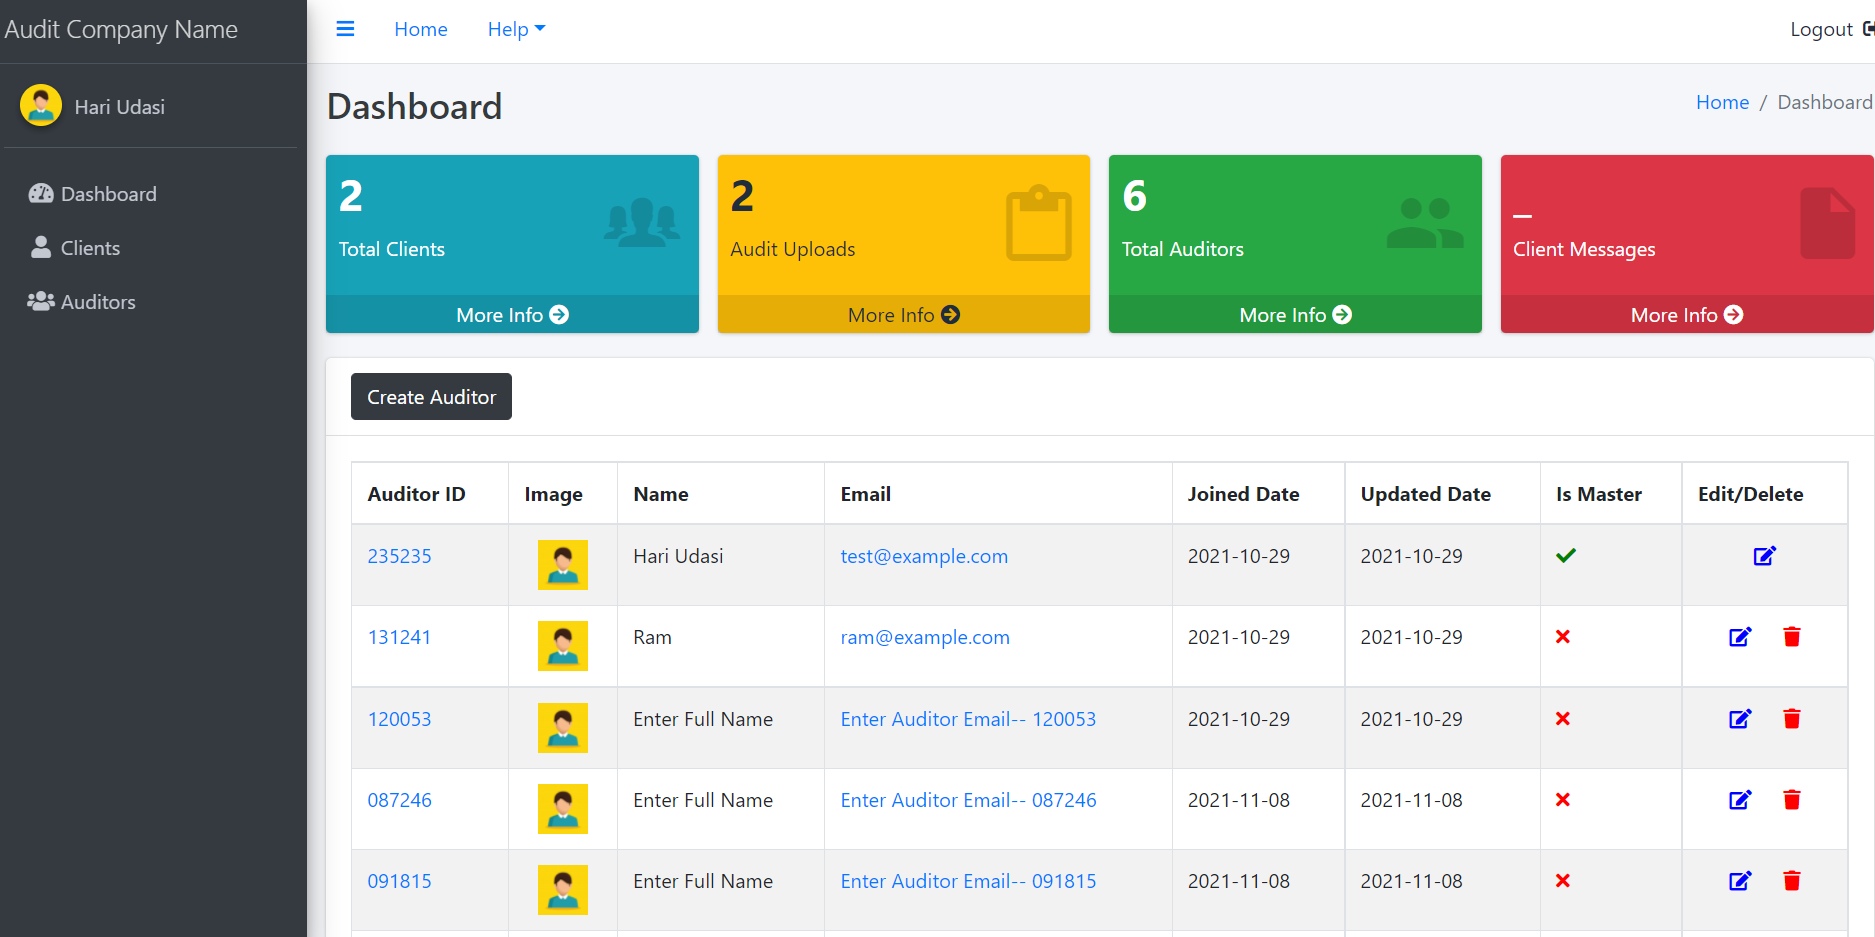 Audit Company Name
Home
Help
Logout
Hari Udasi
Dashboard
Home / Dashboard
Dashboard
Clients
Auditors
2
Total Clients
More Info
2
Audit Uploads
More Info
6
Total Auditors
More Info
_
Client Messages
More Info
Create Auditor
Auditor ID Image Name Email Joined Date Updated Date Is Master Edit/Delete
235235 Hari Udasi test@example.com 2021-10-29 2021-10-29
131241 Ram ram@example.com 2021-10-29 2021-10-29
120053 Enter Full Name Enter Auditor Email-- 120053 2021-10-29 2021-10-29
087246 Enter Full Name Enter Auditor Email-- 087246 2021-11-08 2021-11-08
091815 Enter Full Name Enter Auditor Email-- 091815 2021-11-08 2021-11-08